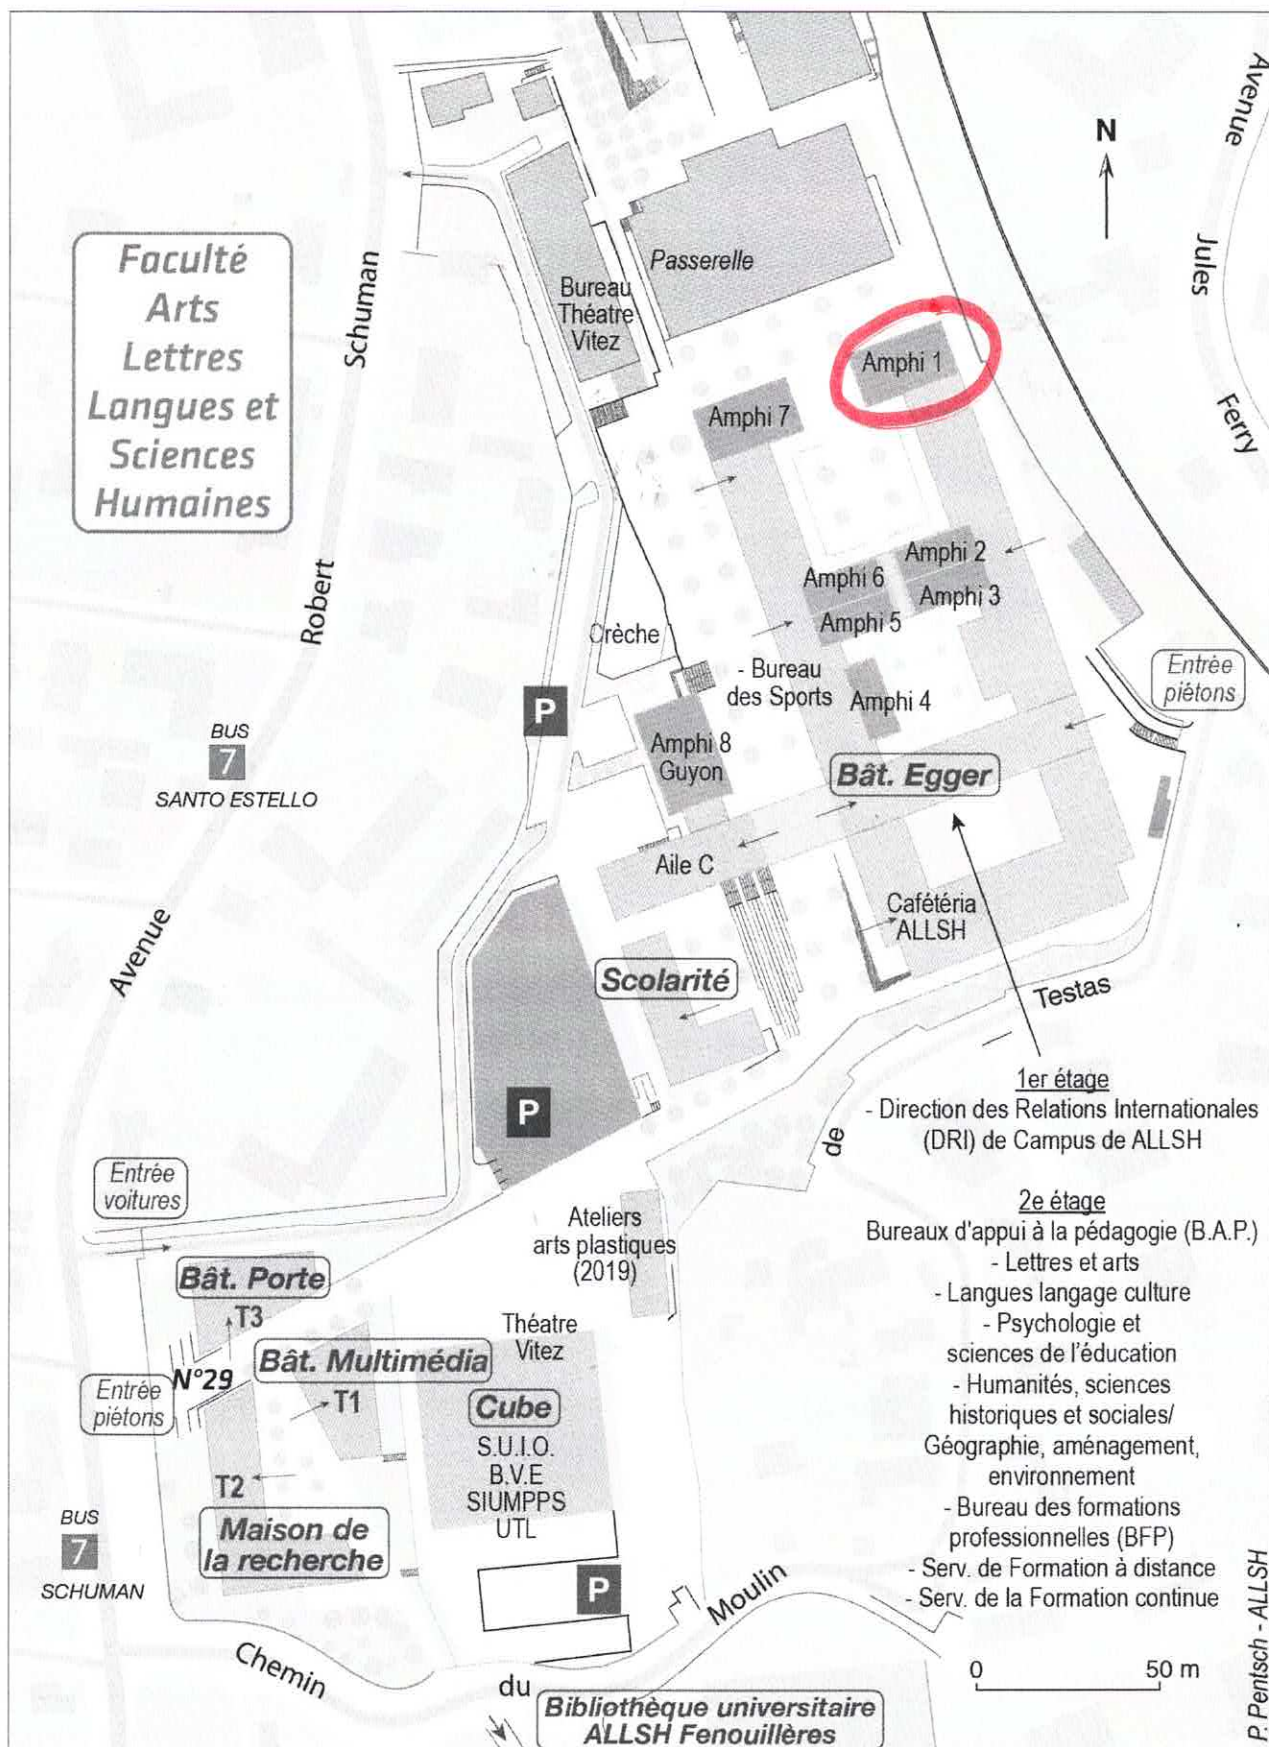 Faculté
Arts
Lettres
Langues et
Sciences
Humaines
N
Avenue
Jules
Ferry
Avenue
Robert
Schuman
Passerelle
Bureau
Théatre
Vitez
Amphi 1
Amphi 7
Amphi 2
Amphi 6
Amphi 3
Amphi 5
Crèche
- Bureau
des Sports
Amphi 4
Entrée
piétons
P
BUS
7
SANTO ESTELLO
Amphi 8
Guyon
Bât. Egger
Aile C
Cafétéria
ALLSH
Scolarité
P
Chemin
du
Moulin
de
Testas
1er étage
- Direction des Relations Internationales
(DRI) de Campus de ALLSH
2e étage
Bureaux d'appui à la pédagogie (B.A.P.)
- Lettres et arts
- Langues langage culture
- Psychologie et
sciences de l'éducation
- Humanités, sciences
historiques et sociales/
Géographie, aménagement,
environnement
- Bureau des formations
professionnelles (BFP)
- Serv. de Formation à distance
- Serv. de la Formation continue
Entrée
voitures
Ateliers
arts plastiques
(2019)
Bât. Porte
T3
Théatre
Vitez
Bât. Multimédia
N°29
Entrée
piétons
T1
Cube
S.U.I.O.
B.V.E
SIUMPPS
UTL
T2
Maison de
la recherche
BUS
7
SCHUMAN
P
0 50 m
Bibliothèque universitaire
ALLSH Fenouillères
P. Pentsch - ALLSH